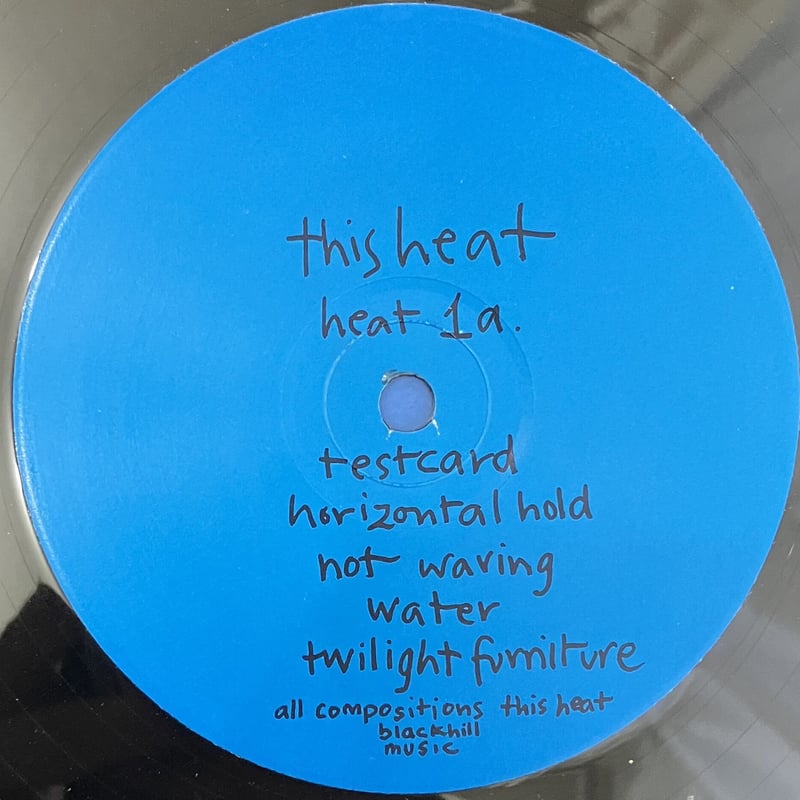 this heat
heat 1a.
testcard
horizontal hold
not waving
water
twilight furniture
all compositions this heat
blackhill
music